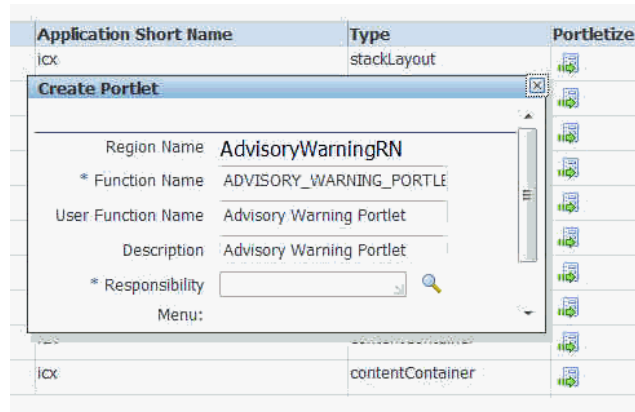 Application Short Name Type Portletize
icx stackLayout
Create Portlet
Region Name AdvisoryWarningRN
* Function Name ADVISORY_WARNING_PORTLE
User Function Name Advisory Warning Portlet
Description Advisory Warning Portlet
* Responsibility
Menu:
icx contentContainer